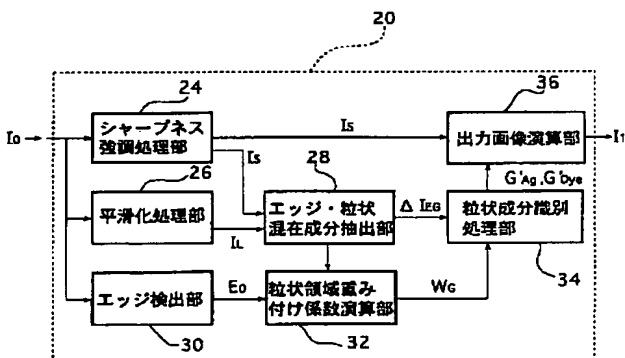 20
24
36
I0
シャープネス
強調処理部
IS
出力画像演算部
I1
26
IS
28
G'Ag,G'Dye
平滑化処理部
IL
エッジ・粒状
混在成分抽出部
Δ IEG
粒状成分識別
処理部
34
エッジ検出部
E0
粒状領域重み
付け係数演算部
WG
30
32